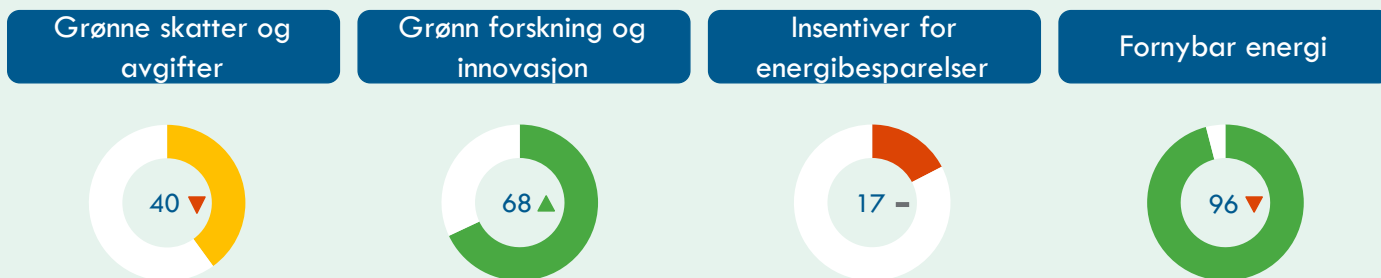 Grønne skatter og
avgifter
Grønn forskning og
innovasjon
Insentiver for
energibesparelser
Fornybar energi
40
68
17
96